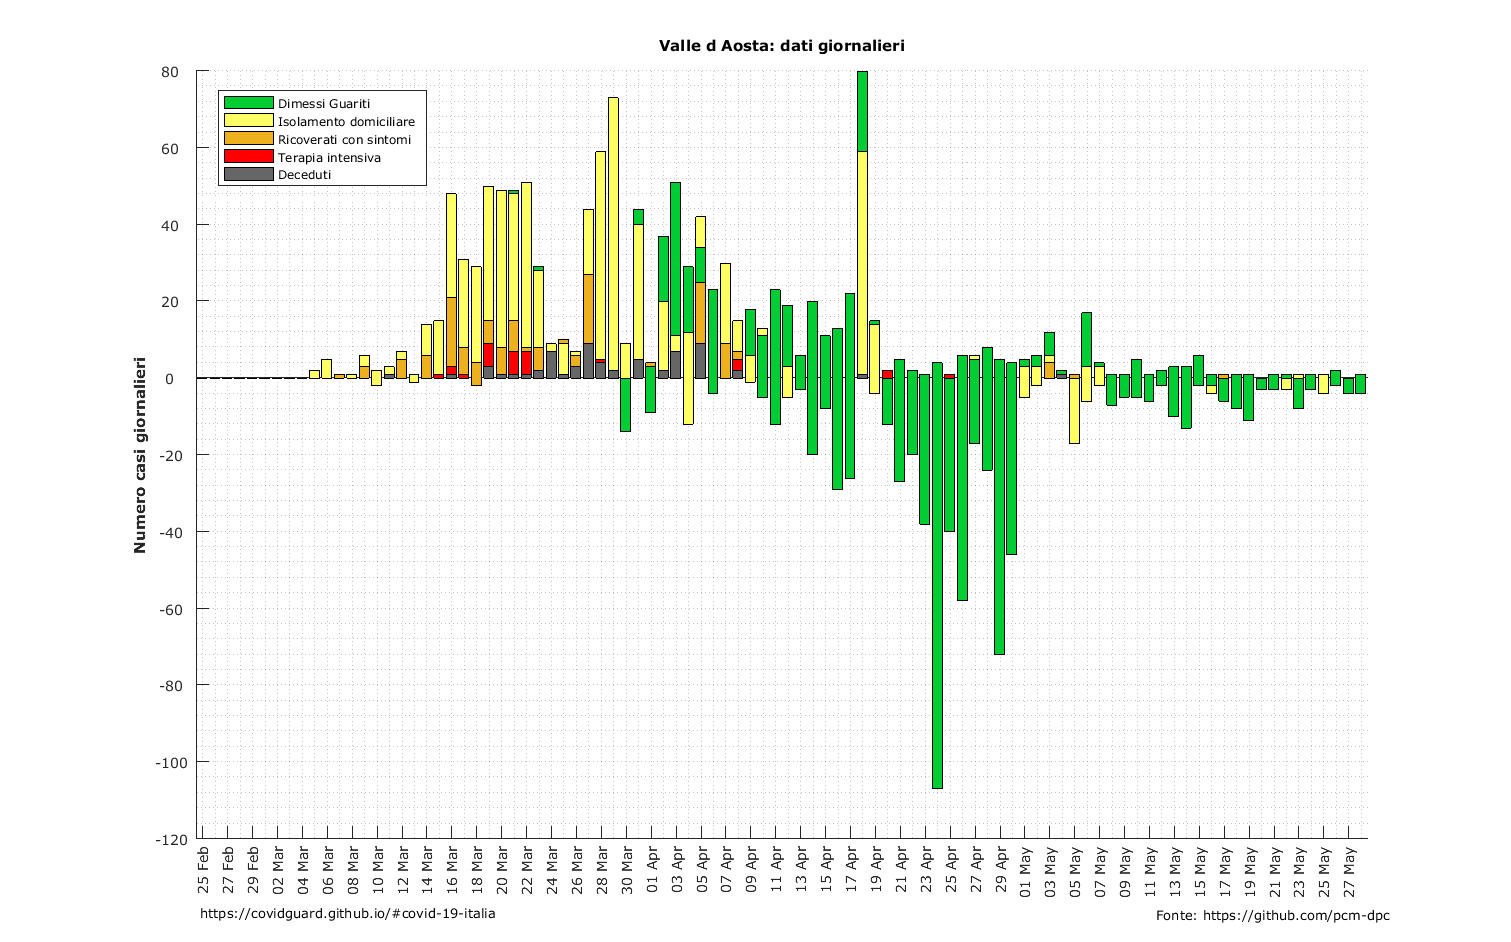 Valle d Aosta: dati giornalieri
Numero casi giornalieri
80
60
40
20
0
-20
-40
-60
-80
-100
-120
Dimessi Guariti
Isolamento domiciliare
Ricoverati con sintomi
Terapia intensiva
Deceduti
25 Feb
27 Feb
29 Feb
02 Mar
04 Mar
06 Mar
08 Mar
10 Mar
12 Mar
14 Mar
16 Mar
18 Mar
20 Mar
22 Mar
24 Mar
26 Mar
28 Mar
30 Mar
01 Apr
03 Apr
05 Apr
07 Apr
09 Apr
11 Apr
13 Apr
15 Apr
17 Apr
19 Apr
21 Apr
23 Apr
25 Apr
27 Apr
29 Apr
01 May
03 May
05 May
07 May
09 May
11 May
13 May
15 May
17 May
19 May
21 May
23 May
25 May
27 May
https://covidguard.github.io/#covid-19-italia
Fonte: https://github.com/pcm-dpc